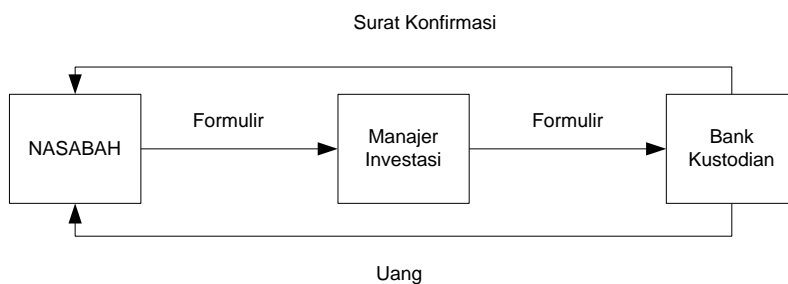 Surat Konfirmasi
NASABAH
Formulir
Manajer
Investasi
Formulir
Bank
Kustodian
Uang